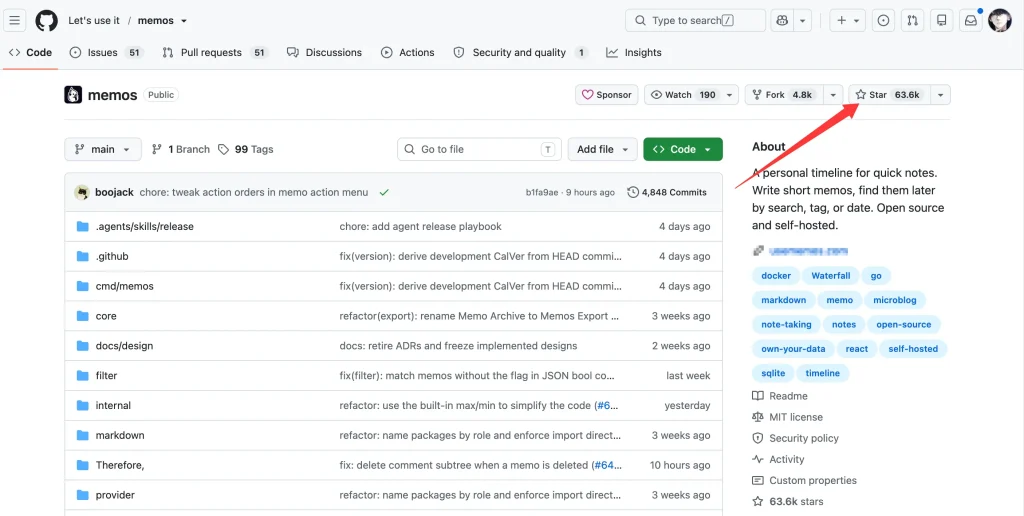 Let's use it / memos
Type to search /
Code Issues 51 Pull requests 51 Discussions Actions Security and quality 1 Insights
memos Public
Sponsor Watch 190 Fork 4.8k Star 63.6k
main 1 Branch 99 Tags Go to file T Add file Code
boojack chore: tweak action orders in memo action menu b1fa9ae · 9 hours ago 4,848 Commits
.agents/skills/release chore: add agent release playbook 4 days ago
.github fix(version): derive development CalVer from HEAD commi... 4 days ago
cmd/memos fix(version): derive development CalVer from HEAD commi... 4 days ago
core refactor(export): rename Memo Archive to Memos Export ... 3 weeks ago
docs/design docs: retire ADRs and freeze implemented designs 2 weeks ago
filter fix(filter): match memos without the flag in JSON bool co... last week
internal refactor: use the built-in max/min to simplify the code (#6... yesterday
markdown refactor: name packages by role and enforce import direct... 3 weeks ago
Therefore, fix: delete comment subtree when a memo is deleted (#64... 10 hours ago
provider refactor: name packages by role and enforce import direct... 3 weeks ago
About
A personal timeline for quick notes.
Write short memos, find them later
by search, tag, or date. Open source
and self-hosted.
docker Waterfall go
markdown memo microblog
note-taking notes open-source
own-your-data react self-hosted
sqlite timeline
Readme
MIT license
Security policy
Activity
Custom properties
63.6k stars